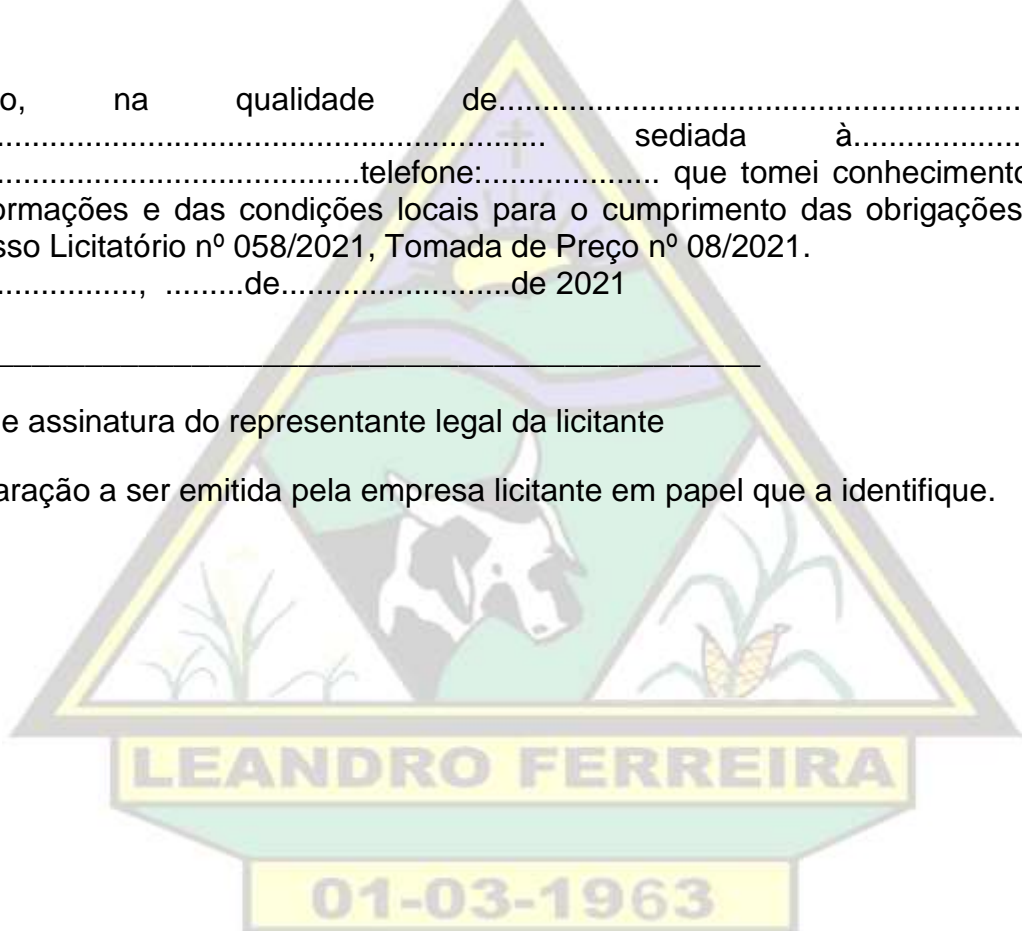 o, na qualidade de.....................................................................
............................................................. sediada à...................
.........................................telefone:.................... que tomei conhecimento
ormações e das condições locais para o cumprimento das obrigações
sso Licitatório nº 058/2021, Tomada de Preço nº 08/2021.
................, .........de..........................de 2021
______________________________________________
e assinatura do representante legal da licitante
aração a ser emitida pela empresa licitante em papel que a identifique.
LEANDRO FERREIRA
01-03-1963